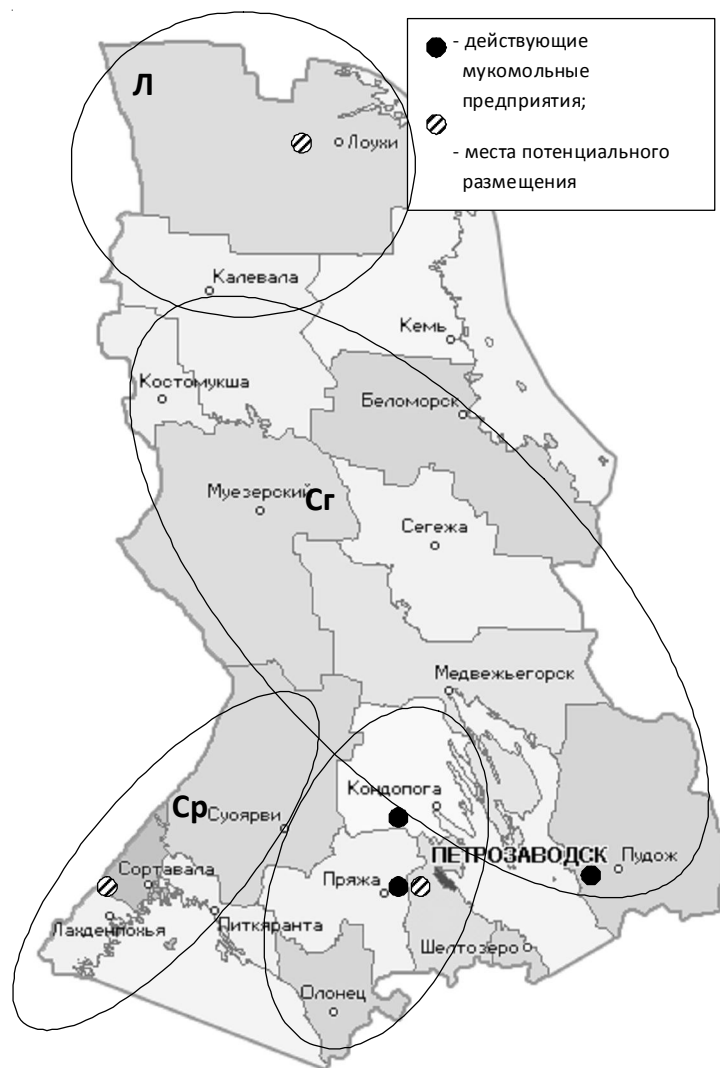 - действующие
мукомольные
предприятия;
- места потенциального
размещения
Л
Лоухи
Калевала
Кемь
Костомукша
Беломорск
Муезерский
Сг
Сегежа
Медвежьегорск
Кондопога
Ср
Суоярви
ПЕТРОЗАВОДСК
Пудож
Сортавала
Пряжа
Лахденпохья
Питкяранта
Шелтозеро
Олонец